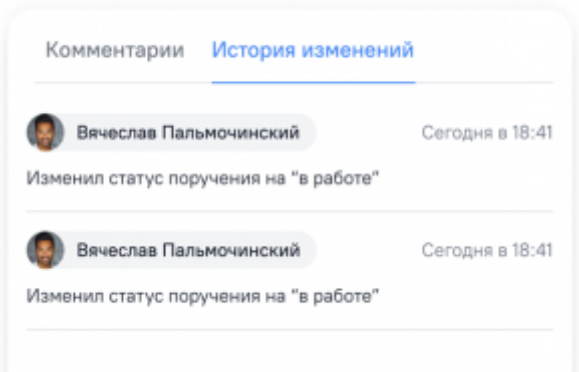 Комментарии История изменений
Вячеслав Пальмочинский Сегодня в 18:41
Изменил статус поручения на "в работе"
Вячеслав Пальмочинский Сегодня в 18:41
Изменил статус поручения на "в работе"